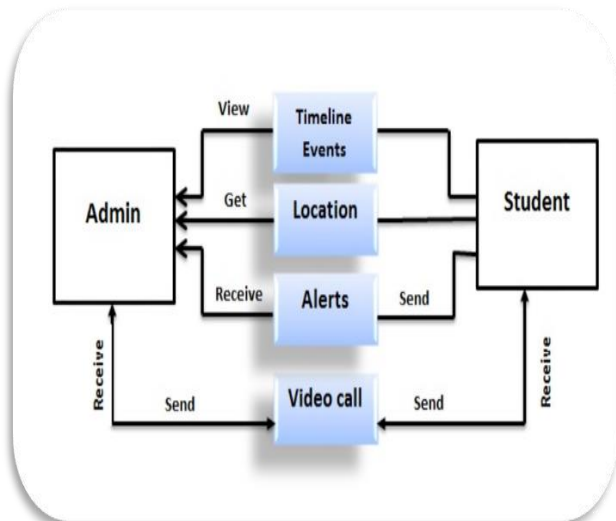 View
Timeline
Events
Admin
Get
Location
Student
Receive
Alerts
Send
Receive
Send
Video call
Send
Receive